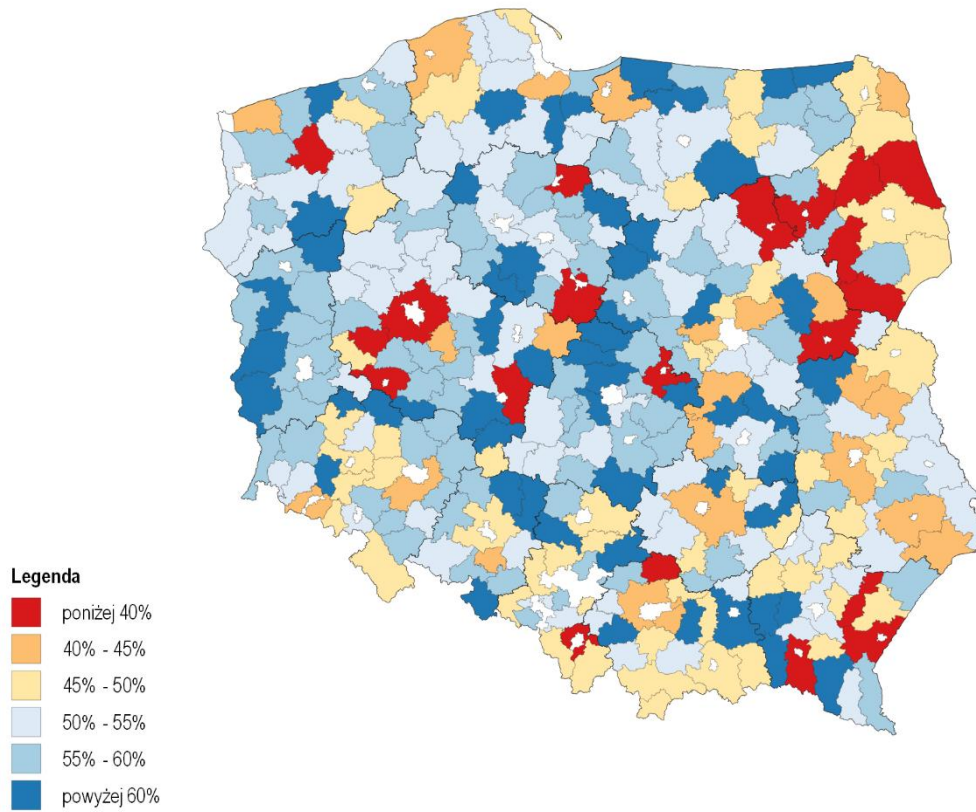 Legenda
poniżej 40%
40% - 45%
45% - 50%
50% - 55%
55% - 60%
powyżej 60%